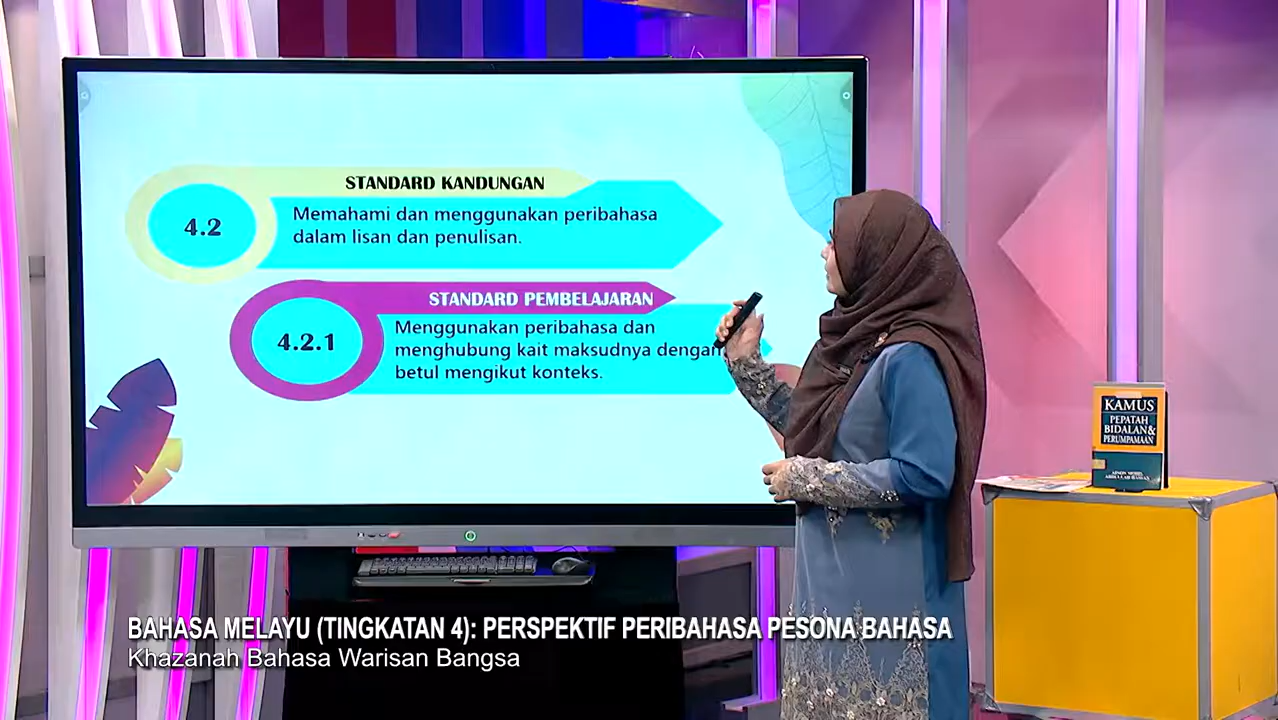 STANDARD KANDUNGAN
4.2
Memahami dan menggunakan peribahasa
dalam lisan dan penulisan.
STANDARD PEMBELAJARAN
4.2.1
Menggunakan peribahasa dan
menghubung kait maksudnya dengan
betul mengikut konteks.
KAMUS
PEPATAH
BIDALAN&
PERUMPAMAAN
BAHASA MELAYU (TINGKATAN 4): PERSPEKTIF PERIBAHASA PESONA BAHASA
Khazanah Bahasa Warisan Bangsa